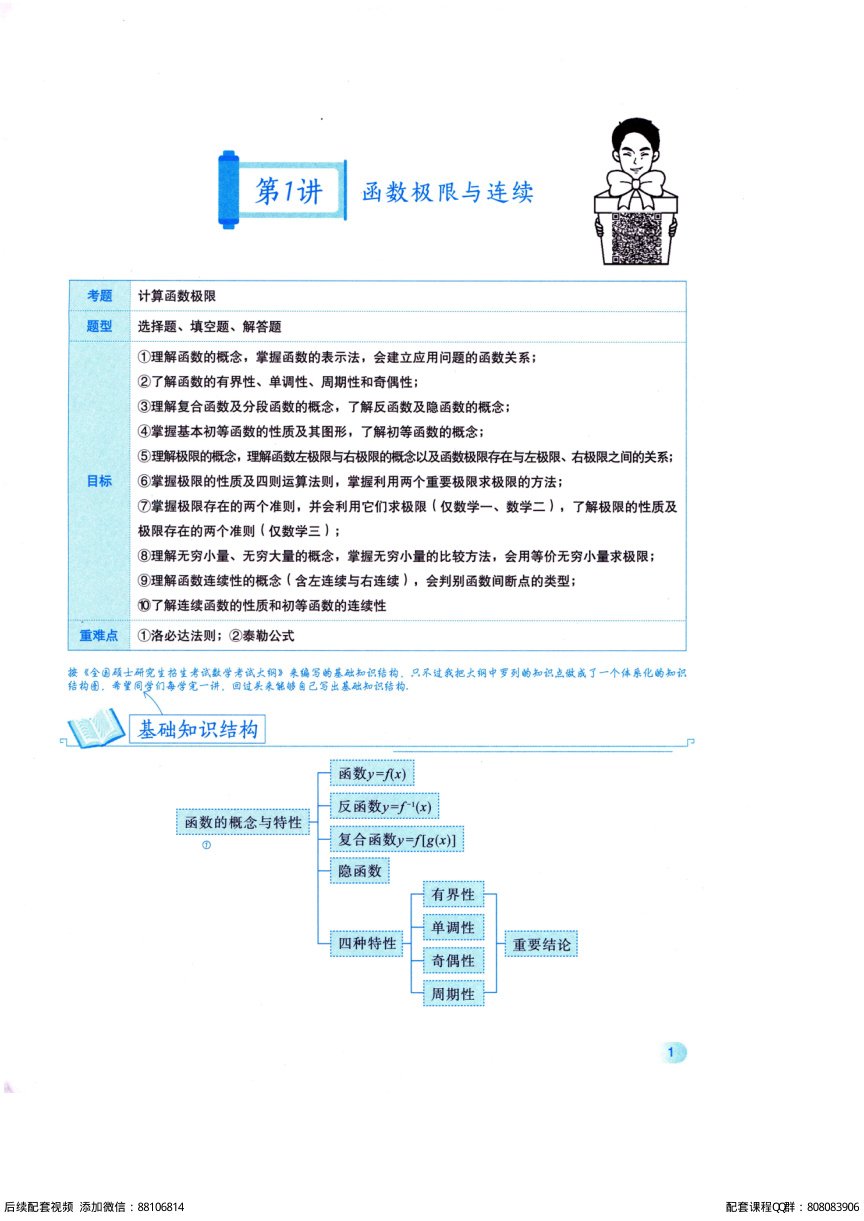 第1讲 函数极限与连续
考题 计算函数极限
题型 选择题、填空题、解答题
目标
①理解函数的概念，掌握函数的表示法，会建立应用问题的函数关系；
②了解函数的有界性、单调性、周期性和奇偶性；
③理解复合函数及分段函数的概念，了解反函数及隐函数的概念；
④掌握基本初等函数的性质及其图形，了解初等函数的概念；
⑤理解极限的概念，理解函数左极限与右极限的概念以及函数极限存在与左极限、右极限之间的关系；
⑥掌握极限的性质及四则运算法则，掌握利用两个重要极限求极限的方法；
⑦掌握极限存在的两个准则，并会利用它们求极限（仅数学一、数学二），了解极限的性质及
极限存在的两个准则（仅数学三）；
⑧理解无穷小量、无穷大量的概念，掌握无穷小量的比较方法，会用等价无穷小量求极限；
⑨理解函数连续性的概念（含左连续与右连续），会判别函数间断点的类型；
⑩了解连续函数的性质和初等函数的连续性
重难点 ①洛必达法则；②泰勒公式
按《全国硕士研究生招生考试数学考试大纲》来编写的基础知识结构，只不过我把大纲中罗列的知识点做成了一个体系化的知识
结构图，希望同学们每学完一讲，回过头来能够自己写出基础知识结构.
基础知识结构
函数的概念与特性
①
函数y=f(x)
反函数y=f⁻¹(x)
复合函数y=f[g(x)]
隐函数
四种特性
有界性
单调性
奇偶性
周期性
重要结论
1
后续配套视频 添加微信：88106814
配套课程QQ群：808083906